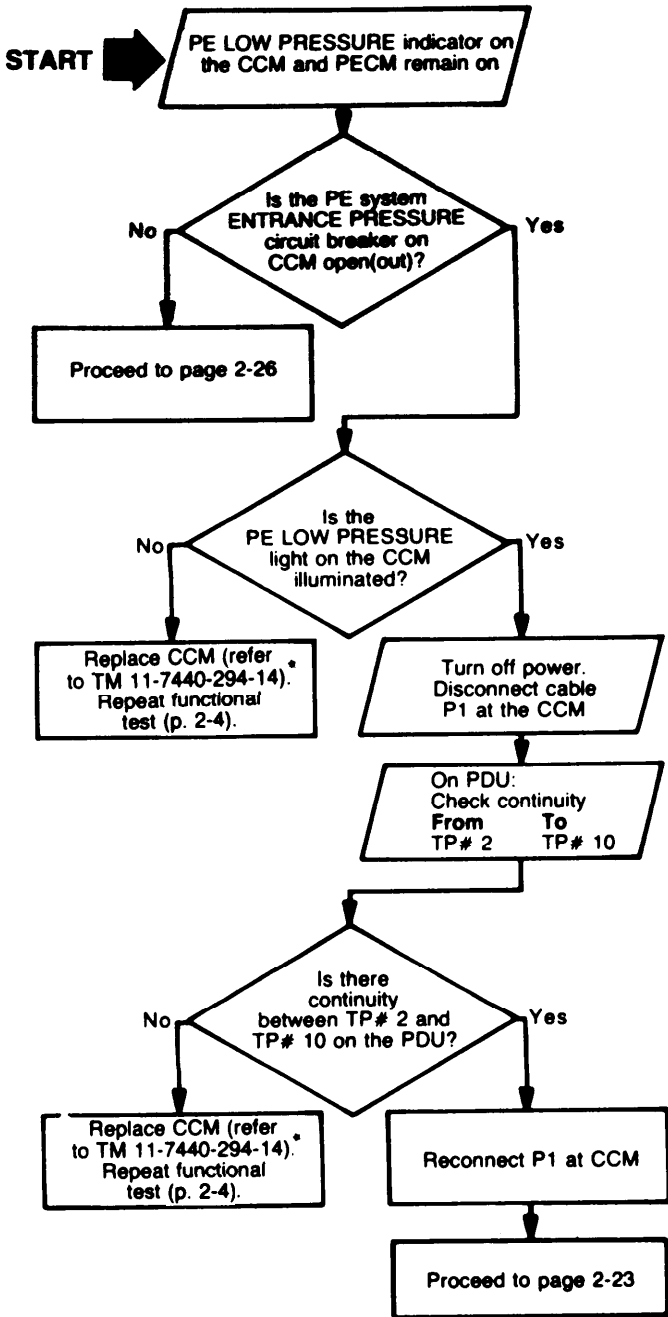 START
PE LOW PRESSURE indicator on
the CCM and PECM remain on
Is the PE system
ENTRANCE PRESSURE
circuit breaker on
CCM open(out)?
No
Yes
Proceed to page 2-26
Is the
PE LOW PRESSURE
light on the CCM
illuminated?
No
Yes
Replace CCM (refer
to TM 11-7440-294-14).*
Repeat functional
test (p. 2-4).
Turn off power.
Disconnect cable
P1 at the CCM
On PDU:
Check continuity
From To
TP# 2 TP# 10
Is there
continuity
between TP# 2 and
TP# 10 on the PDU?
No
Yes
Replace CCM (refer
to TM 11-7440-294-14).*
Repeat functional
test (p. 2-4).
Reconnect P1 at CCM
Proceed to page 2-23